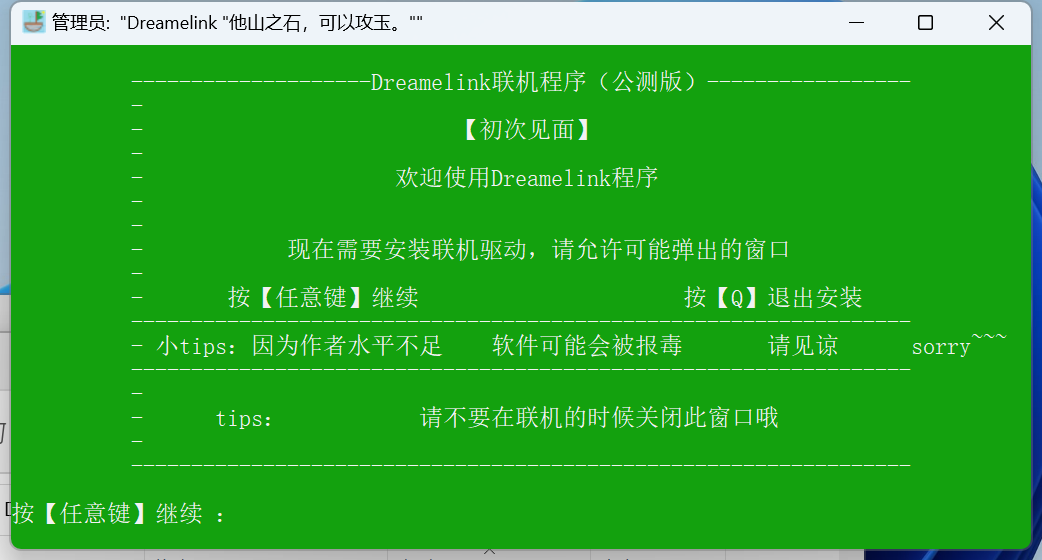 管理员: "Dreamelink "他山之石，可以攻玉。""
--------------------Dreamelink联机程序（公测版）-----------------
-
- 【初次见面】
- 欢迎使用Dreamelink程序
-
-
- 现在需要安装联机驱动，请允许可能弹出的窗口
-
- 按【任意键】继续 按【Q】退出安装
-----------------------------------------------------------------
- 小tips：因为作者水平不足 软件可能会被报毒 请见谅 sorry~~~
-----------------------------------------------------------------
-
- tips： 请不要在联机的时候关闭此窗口哦
-
-----------------------------------------------------------------
按【任意键】继续 ：